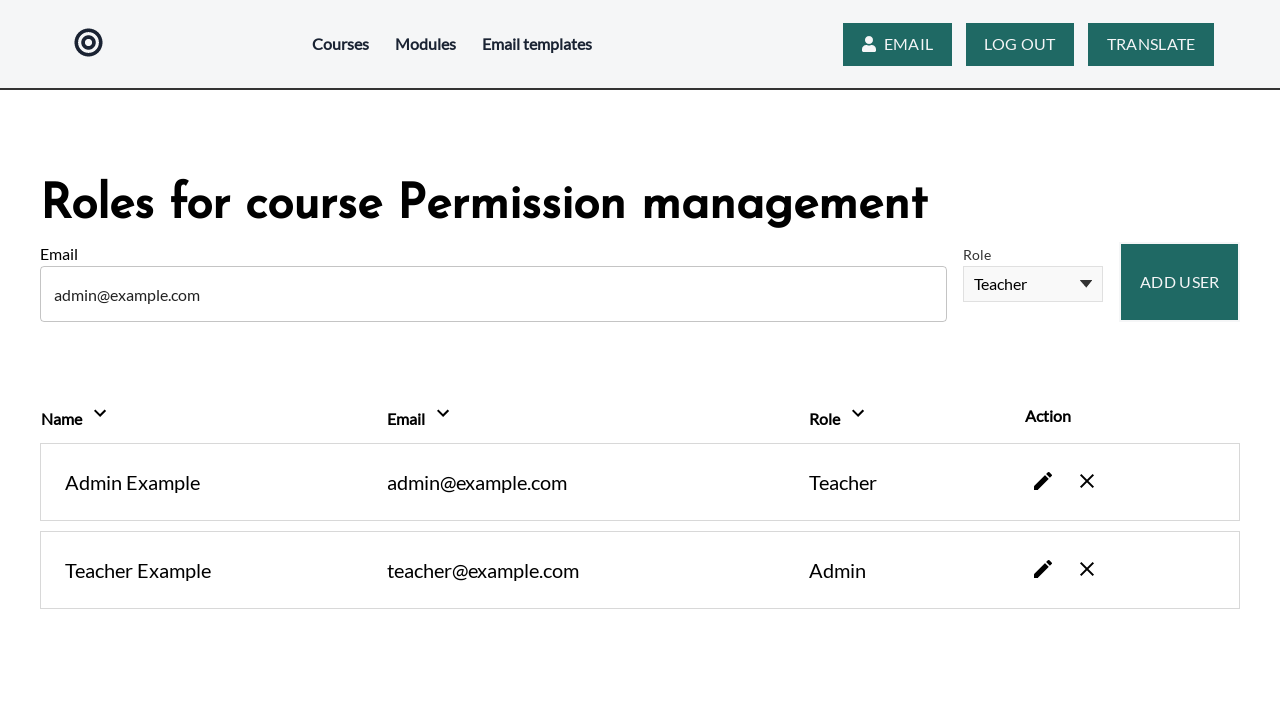 Courses Modules Email templates EMAIL LOG OUT TRANSLATE
Roles for course Permission management
Email Role
admin@example.com Teacher ADD USER
Name Email Role Action
Admin Example admin@example.com Teacher
Teacher Example teacher@example.com Admin